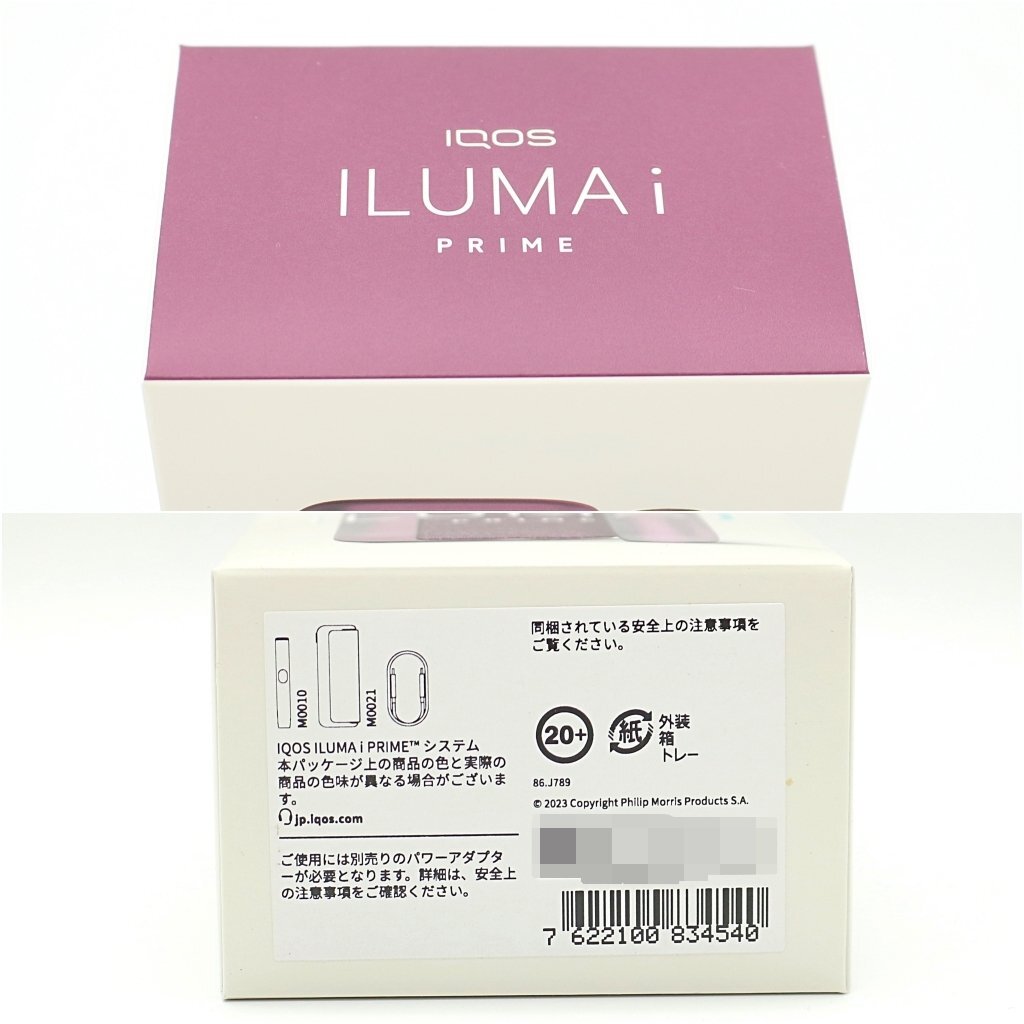 IQOS
ILUMA i
PRIME
PRIME
M0010
M0021
IQOS ILUMA i PRIME™ システム
本パッケージ上の商品の色と実際の
商品の色味が異なる場合がございま
す。
jp.iqos.com
ご使用には別売りのパワーアダプタ
ーが必要となります。詳細は、安全上
の注意事項をご確認ください。
同梱されている安全上の注意事項を
ご覧ください。
20+
紙
外装
箱
トレー
86.J789
© 2023 Copyright Philip Morris Products S.A.
7 622100 834540